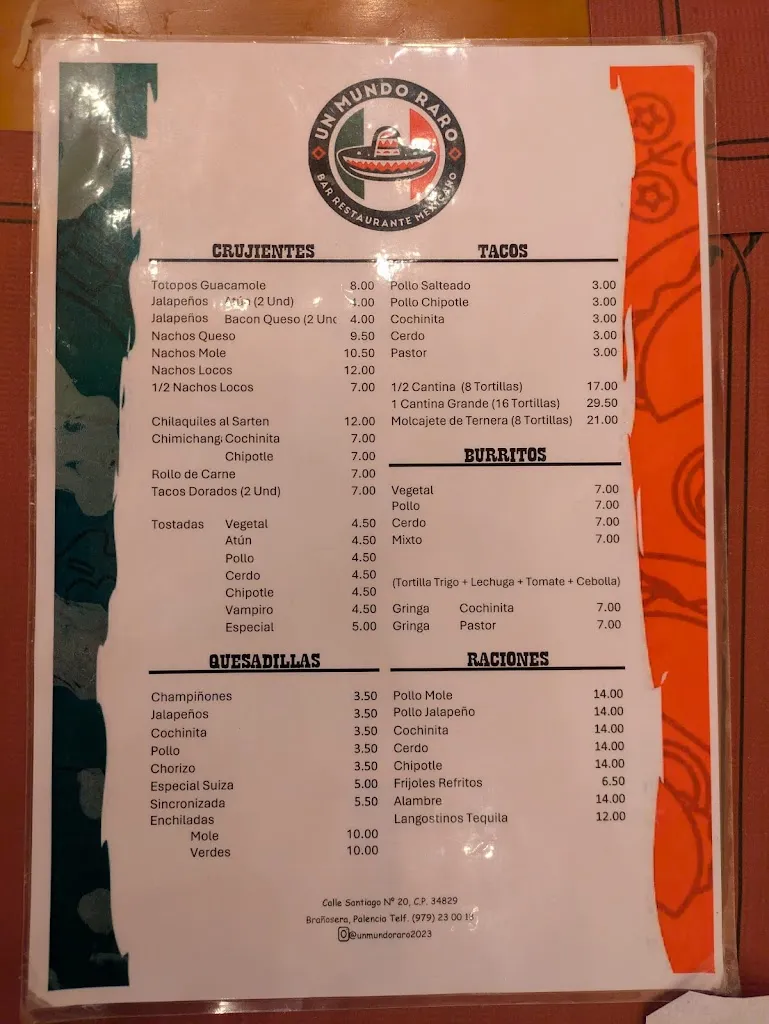 UN MUNDO RARO
BAR RESTAURANTE MEXICANO
CRUJIENTES
Totopos Guacamole 8.00
Jalapeños Atún (2 Und) 4.00
Jalapeños Bacon Queso (2 Und 4.00
Nachos Queso 9.50
Nachos Mole 10.50
Nachos Locos 12.00
1/2 Nachos Locos 7.00
Chilaquiles al Sarten 12.00
Chimichang Cochinita 7.00
Chipotle 7.00
Rollo de Carne 7.00
Tacos Dorados (2 Und) 7.00
Tostadas Vegetal 4.50
Atún 4.50
Pollo 4.50
Cerdo 4.50
Chipotle 4.50
Vampiro 4.50
Especial 5.00
QUESADILLAS
Champiñones 3.50
Jalapeños 3.50
Cochinita 3.50
Pollo 3.50
Chorizo 3.50
Especial Suiza 5.00
Sincronizada 5.50
Enchiladas
Mole 10.00
Verdes 10.00
TACOS
Pollo Salteado 3.00
Pollo Chipotle 3.00
Cochinita 3.00
Cerdo 3.00
Pastor 3.00
1/2 Cantina (8 Tortillas) 17.00
1 Cantina Grande (16 Tortillas) 29.50
Molcajete de Ternera (8 Tortillas) 21.00
BURRITOS
Vegetal 7.00
Pollo 7.00
Cerdo 7.00
Mixto 7.00
(Tortilla Trigo + Lechuga + Tomate + Cebolla)
Gringa Cochinita 7.00
Gringa Pastor 7.00
RACIONES
Pollo Mole 14.00
Pollo Jalapeño 14.00
Cochinita 14.00
Cerdo 14.00
Chipotle 14.00
Frijoles Refritos 6.50
Alambre 14.00
Langostinos Tequila 12.00
Calle Santiago Nº 20, C.P. 34829
Brañosera, Palencia Telf. (979) 23 00
@unmundoraro2023